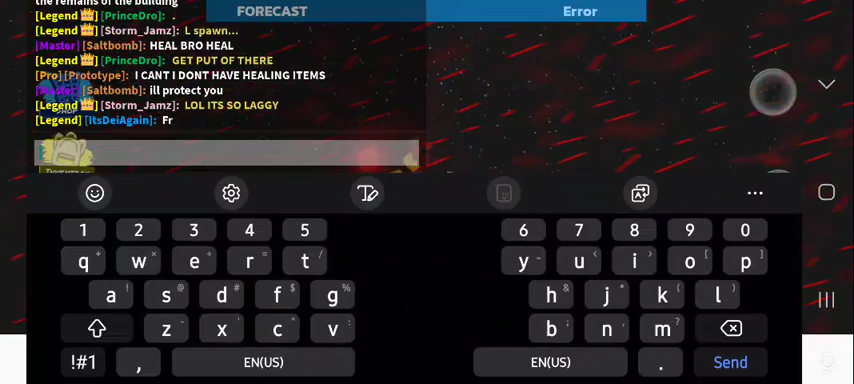 the remains of the building
FORECAST
Error
[Legend 👑] [PrinceDro]: .
[Legend 👑] [Storm_Jamz]: L spawn...
[Master] [Saltbomb]: HEAL BRO HEAL
[Legend 👑] [PrinceDro]: GET PUT OF THERE
[Pro] [Prototype]: I CANT I DONT HAVE HEALING ITEMS
[Master] [Saltbomb]: ill protect you
[Legend 👑] [Storm_Jamz]: LOL ITS SO LAGGY
[Legend] [ItsDeiAgain]: Fr
SHOP
1 2 3 4 5 6 7 8 9 0
q + w × e ÷ r = t / y _ u < i > o [ p ]
a ! s @ d # f $ g % h & j * k ( l )
z - x ' c " v : b ; n , m ?
!#1 , EN(US) EN(US) . Send